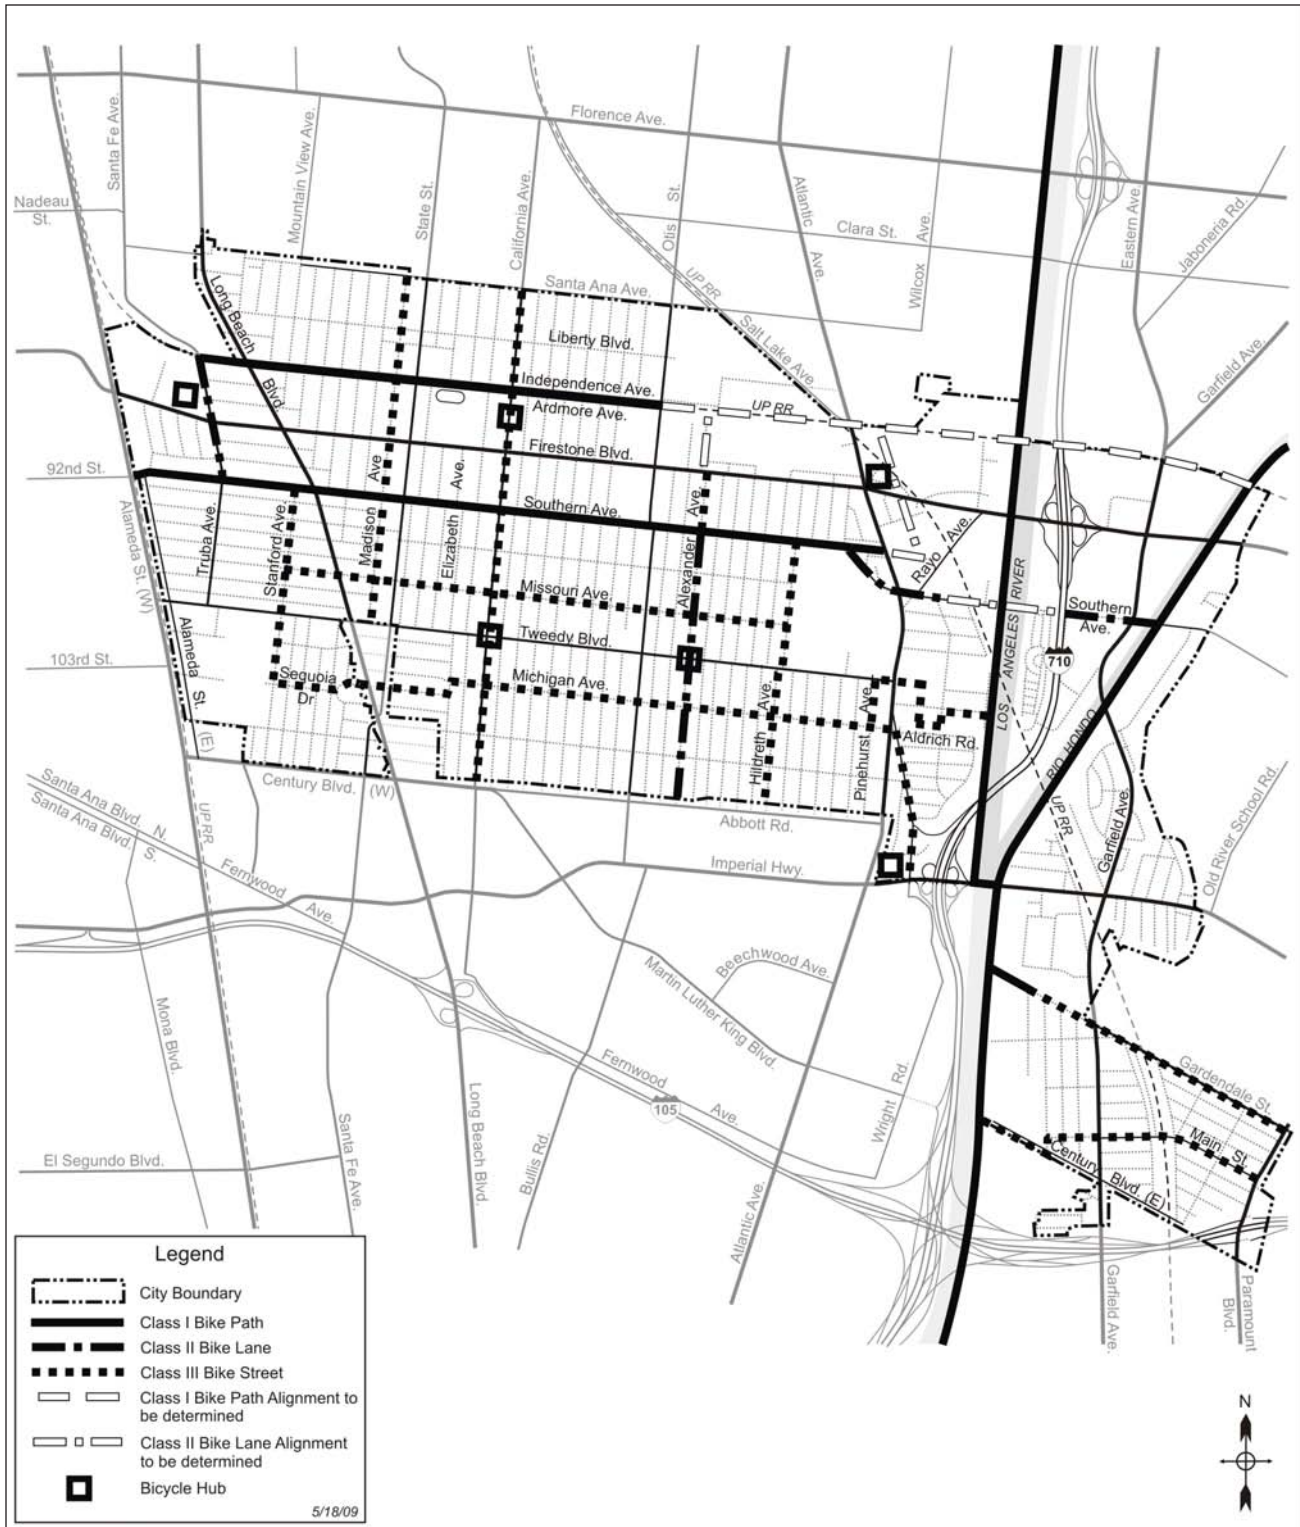 Florence Ave.
Santa Fe Ave.
Mountain View Ave.
State St.
California Ave.
Otis St.
Atlantic
Ave.
Clara St.
Wilcox Ave.
Eastern Ave.
Jaboneria Rd.
Nadeau
St.
Santa Ana Ave.
UP RR
Salt Lake Ave.
Garfield Ave.
Long Beach
Blvd.
Liberty Blvd.
Independence Ave.
Ardmore Ave.
UP RR
Firestone Blvd.
92nd St.
Southern Ave.
Alameda St. (W)
Truba Ave.
Stanford Ave.
Madison
Ave
Elizabeth
Ave.
Alexander
Ave.
Rayo Ave.
Missouri Ave.
LOS ANGELES RIVER
Southern
Ave.
Tweedy Blvd.
103rd St.
Alameda
St.
(E)
Sequoia
Dr
Michigan Ave.
710
Hildreth Ave.
Pinehurst Ave.
Aldrich Rd.
RIO HONDO
UP RR
Garfield Ave.
Old River School Rd.
Century Blvd. (W)
Abbott Rd.
Imperial Hwy.
Santa Ana Blvd. N.
Santa Ana Blvd. S.
UP RR
Fernwood
Ave.
Beechwood Ave.
Martin Luther King Blvd.
Mona Blvd.
Fernwood
Ave.
105
Wright Rd.
Gardendale St.
Main St.
Century Blvd. (E)
El Segundo Blvd.
Santa Fe Ave.
Long Beach Blvd.
Bullis Rd.
Atlantic Ave.
Garfield Ave.
Paramount
Blvd.
Legend
City Boundary
Class I Bike Path
Class II Bike Lane
Class III Bike Street
Class I Bike Path Alignment to
be determined
Class II Bike Lane Alignment
to be determined
Bicycle Hub
5/18/09
N